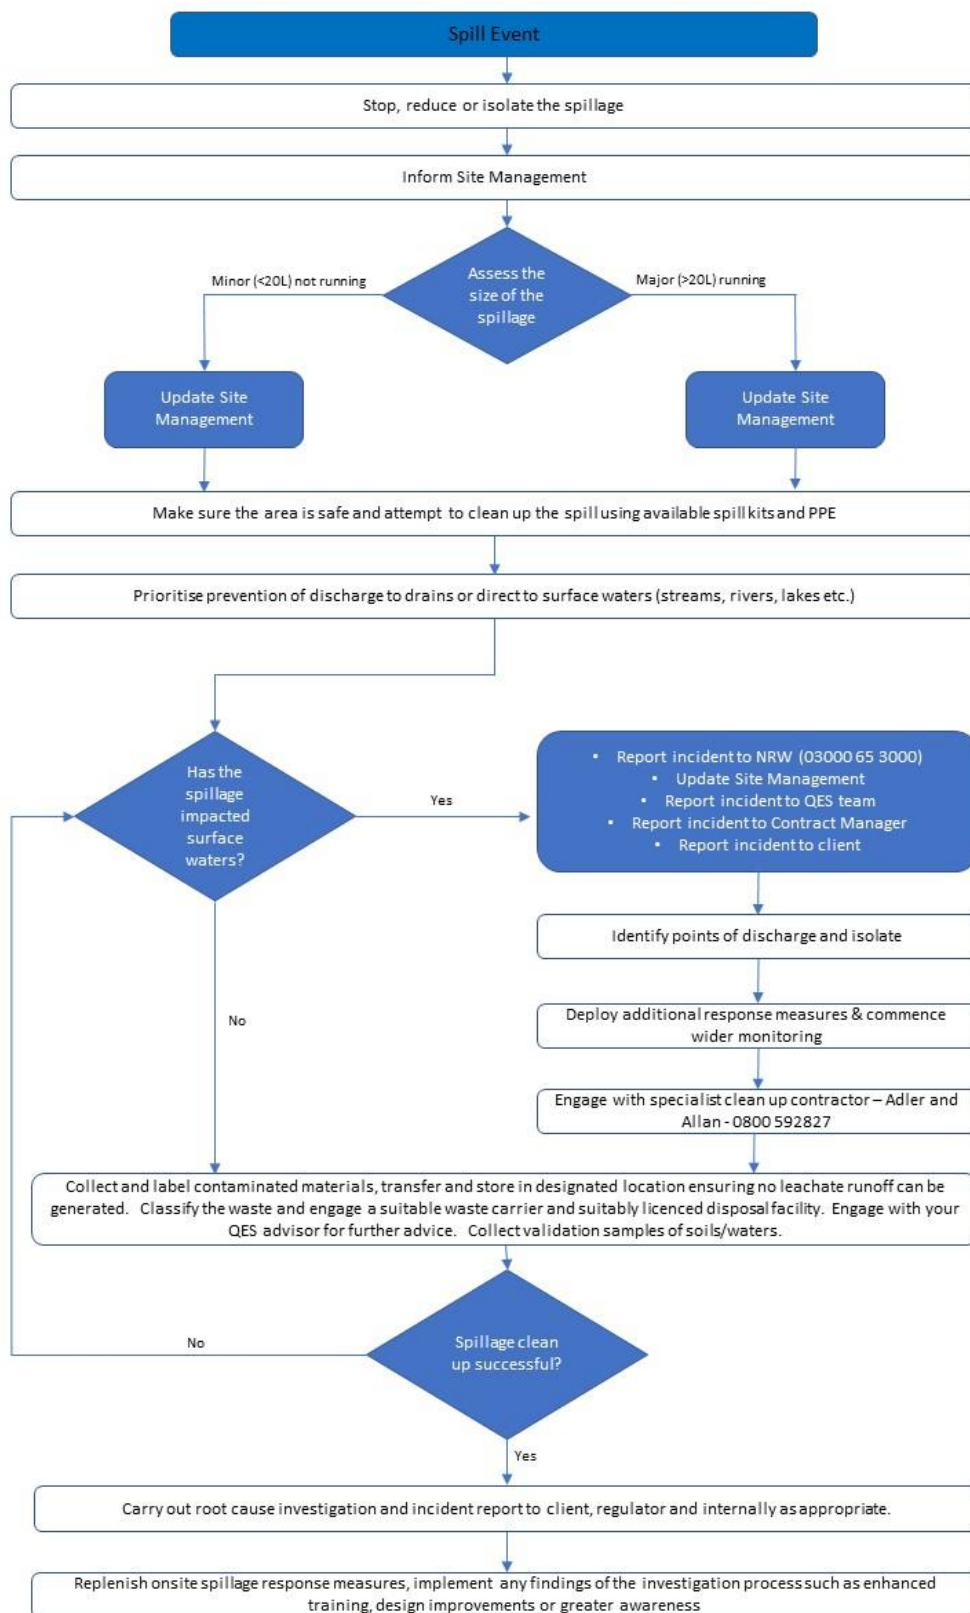 Spill Event
Stop, reduce or isolate the spillage
Inform Site Management
Assess the
size of the
spillage
Minor (<20L) not running
Major (>20L) running
Update Site
Management
Update Site
Management
Make sure the area is safe and attempt to clean up the spill using available spill kits and PPE
Prioritise prevention of discharge to drains or direct to surface waters (streams, rivers, lakes etc.)
Has the
spillage
impacted
surface
waters?
Yes
• Report incident to NRW (03000 65 3000)
• Update Site Management
• Report incident to QES team
• Report incident to Contract Manager
• Report incident to client
Identify points of discharge and isolate
Deploy additional response measures & commence
wider monitoring
Engage with specialist clean up contractor – Adler and
Allan - 0800 592827
No
Collect and label contaminated materials, transfer and store in designated location ensuring no leachate runoff can be
generated. Classify the waste and engage a suitable waste carrier and suitably licenced disposal facility. Engage with your
QES advisor for further advice. Collect validation samples of soils/waters.
Spillage clean
up successful?
No
Yes
Carry out root cause investigation and incident report to client, regulator and internally as appropriate.
Replenish onsite spillage response measures, implement any findings of the investigation process such as enhanced
training, design improvements or greater awareness